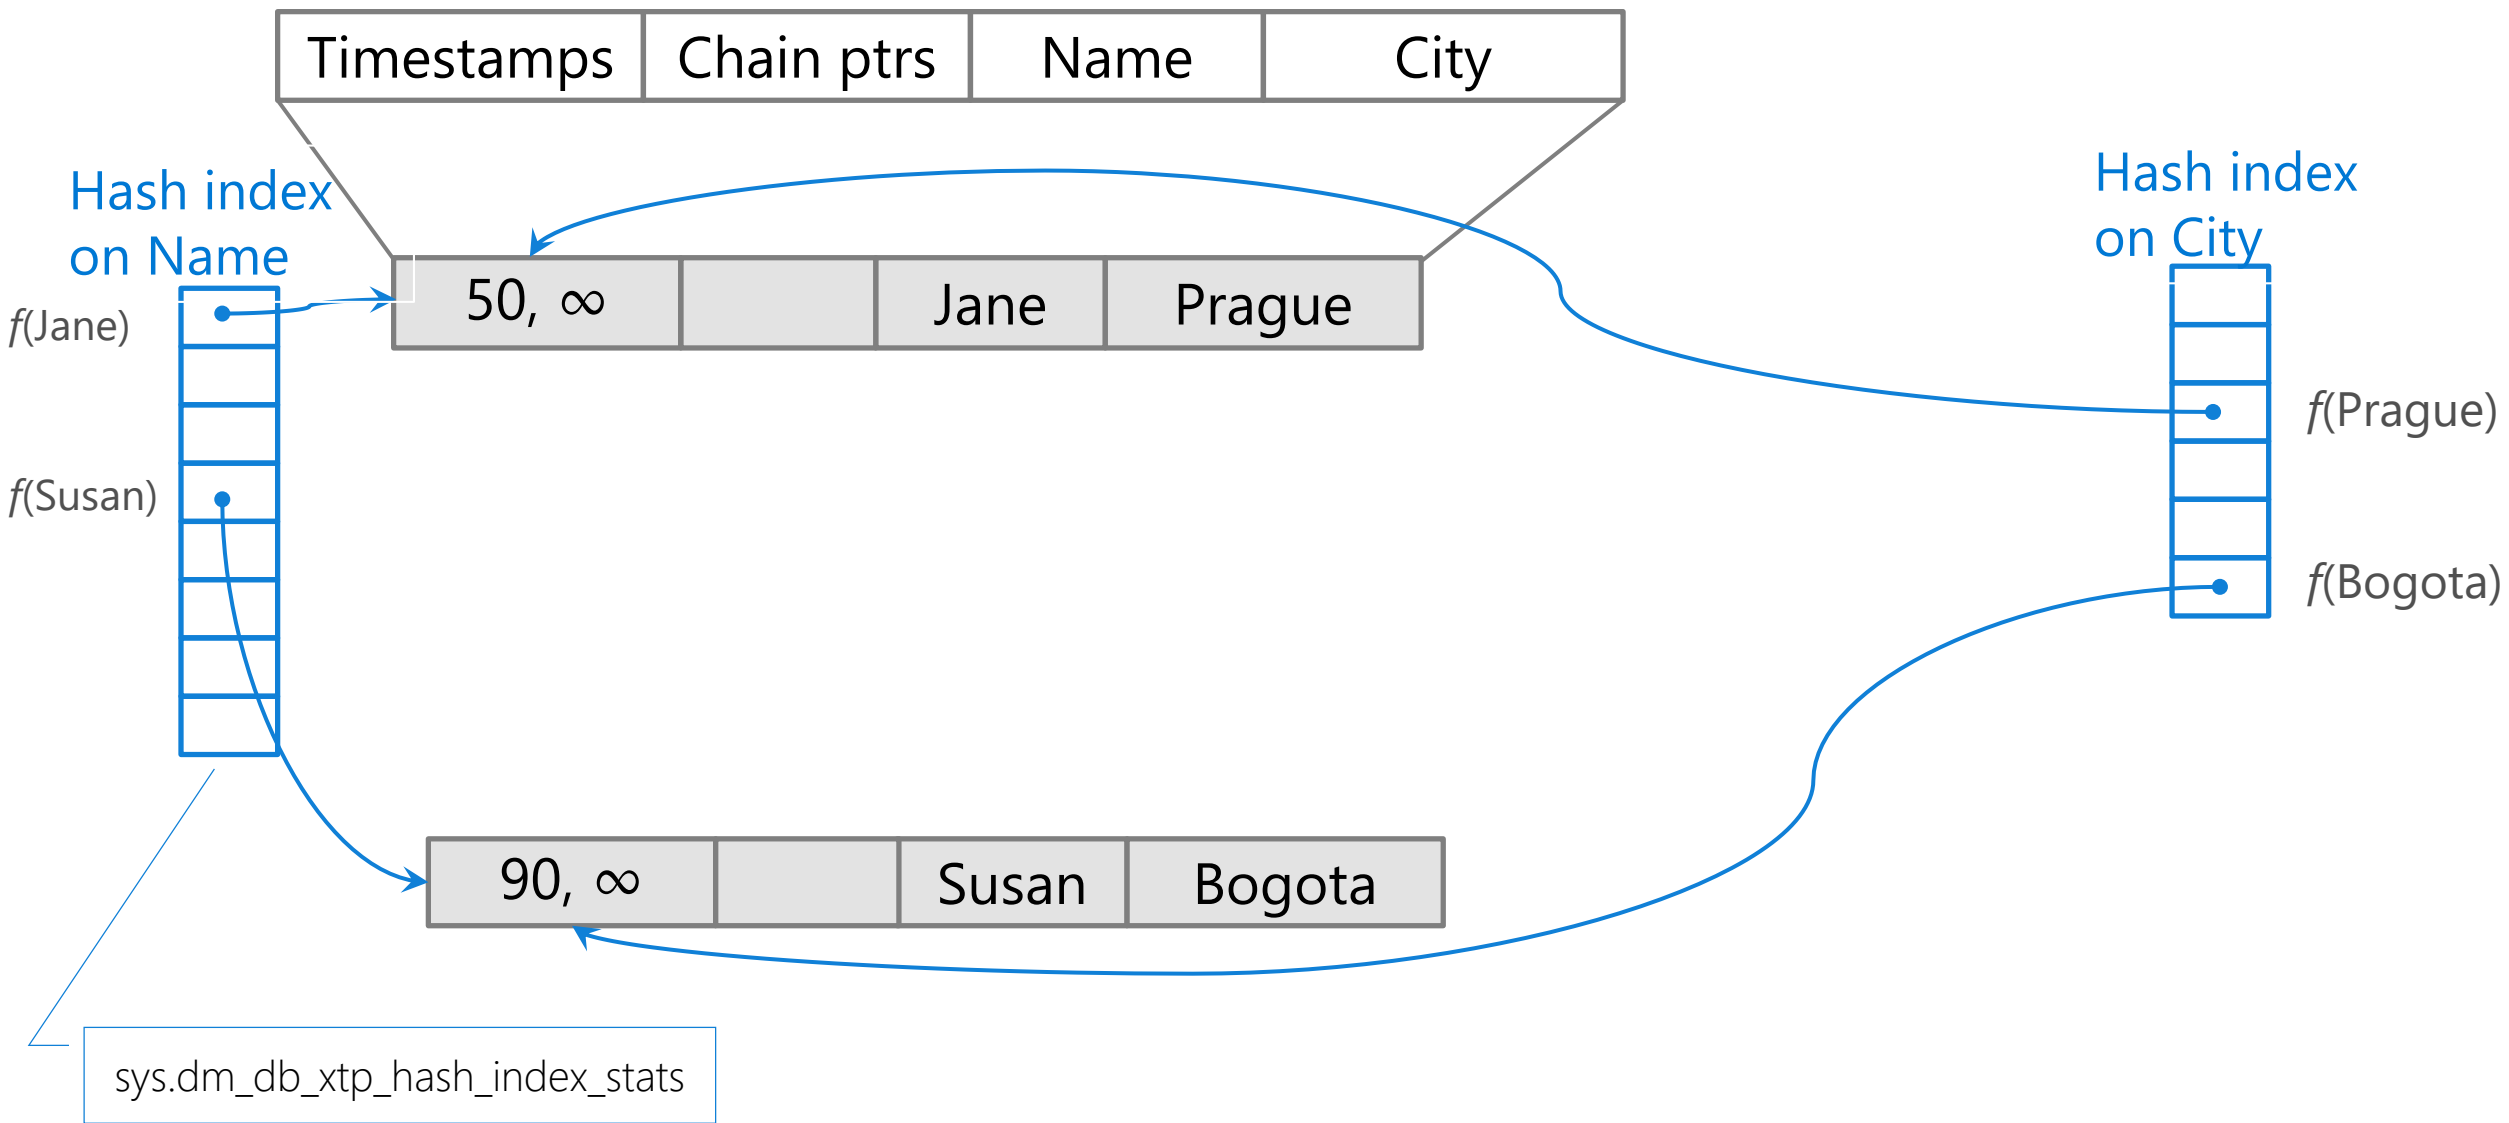 Timestamps Chain ptrs Name City
Hash index
on Name
Hash index
on City
50, ∞ Jane Prague
f(Jane)
f(Prague)
f(Susan)
f(Bogota)
90, ∞ Susan Bogota
sys.dm_db_xtp_hash_index_stats